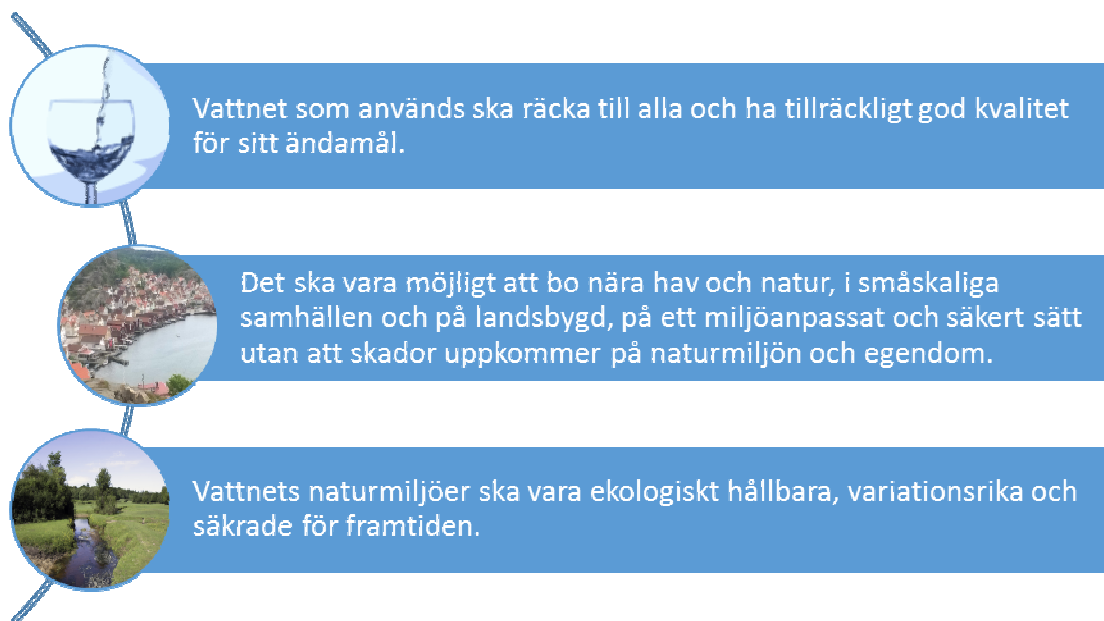 Vattnet som används ska räcka till alla och ha tillräckligt god kvalitet
för sitt ändamål.
Det ska vara möjligt att bo nära hav och natur, i småskaliga
samhällen och på landsbygd, på ett miljöanpassat och säkert sätt
utan att skador uppkommer på naturmiljön och egendom.
Vattnets naturmiljöer ska vara ekologiskt hållbara, variationsrika och
säkrade för framtiden.